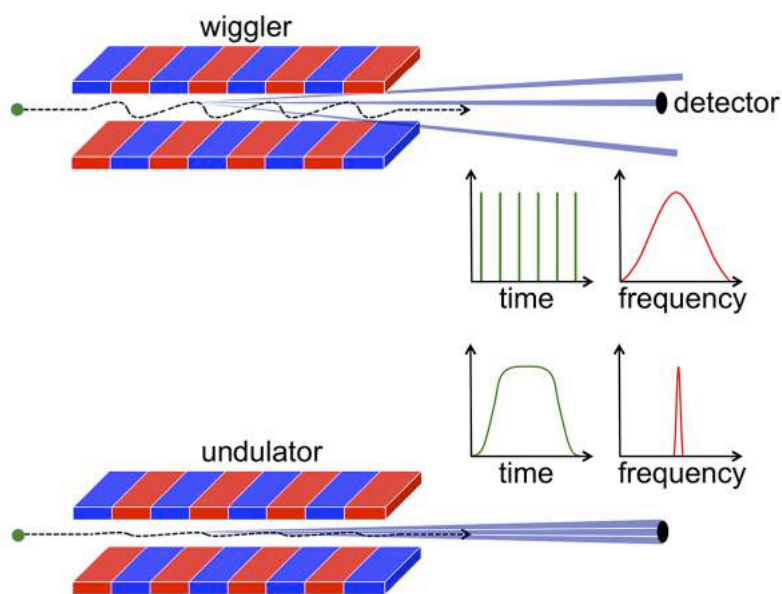 wiggler
detector
time
frequency
time
frequency
undulator